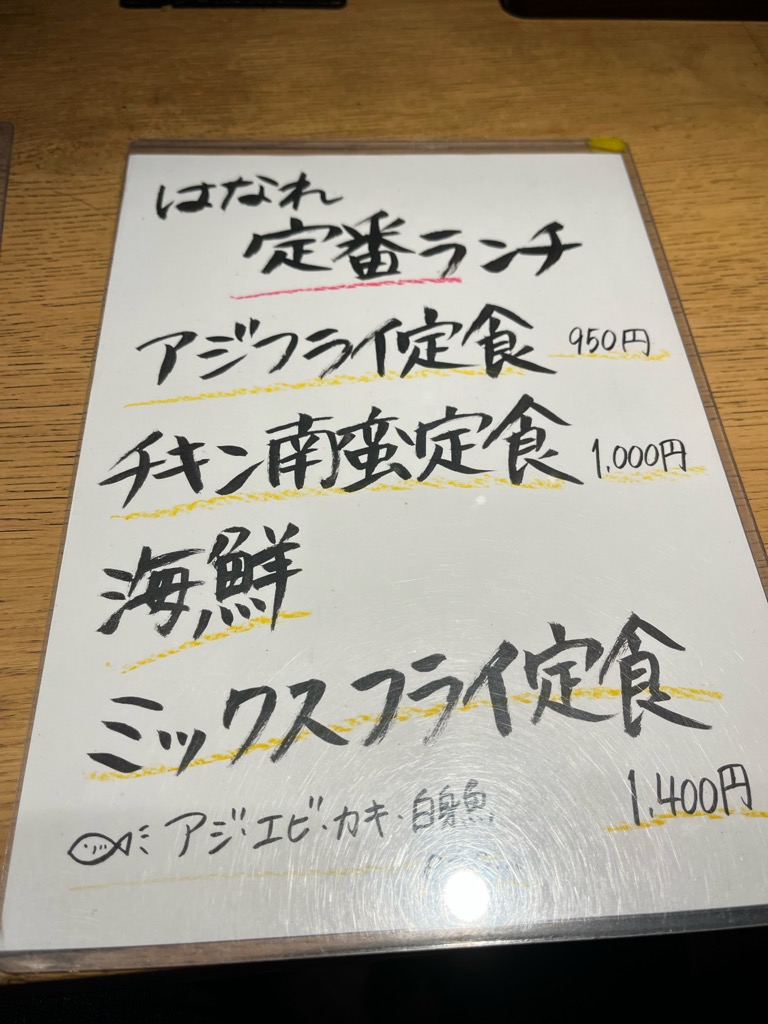 はなれ
定番ランチ
アジフライ定食 950円
チキン南蛮定食 1,000円
海鮮
ミックスフライ定食
1,400円
アジ・エビ・カキ・白身魚